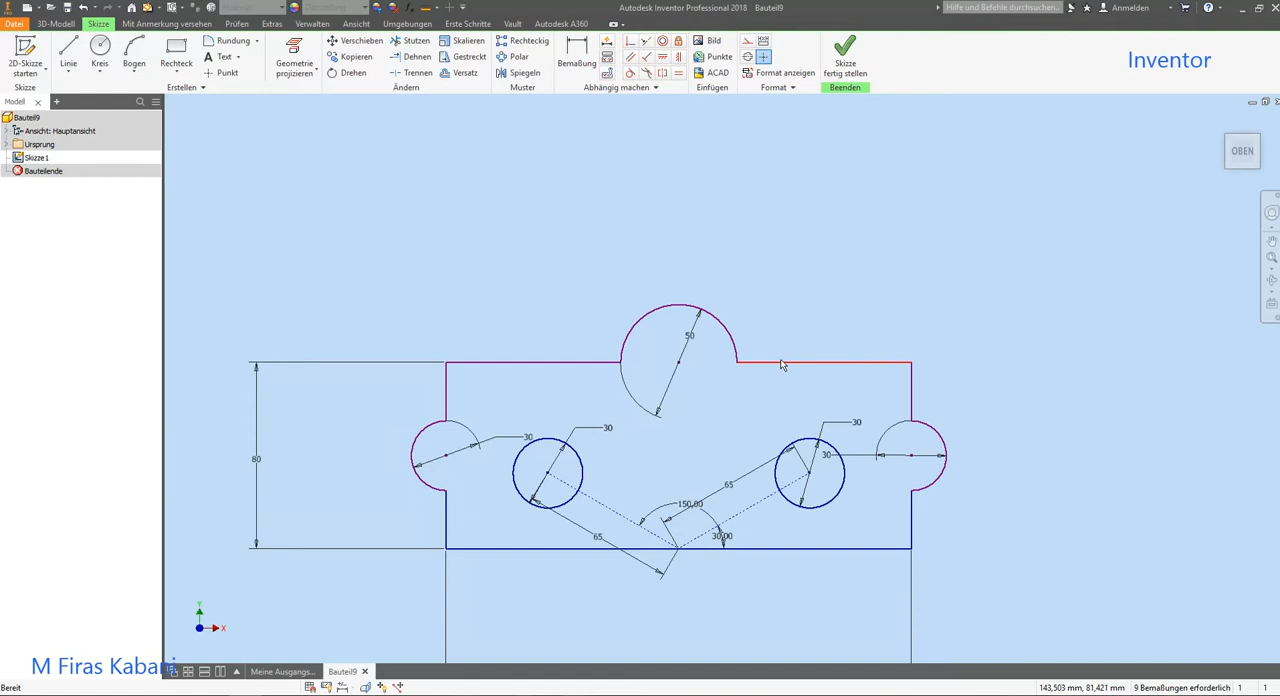 Autodesk Inventor Professional 2018 Bauteil9
Hilfe und Befehle durchsuchen...
Anmelden
Datei 3D-Modell Skizze Mit Anmerkung versehen Prüfen Extras Verwalten Ansicht Umgebungen Erste Schritte Vault Autodesk A360
2D-Skizze starten
Linie
Kreis
Bogen
Rechteck
Rundung
Text
Punkt
Geometrie projizieren
Verschieben
Kopieren
Drehen
Stutzen
Dehnen
Trennen
Skalieren
Gestreckt
Versatz
Rechteckig
Polar
Spiegeln
Bemaßung
Bild
Punkte
ACAD
Format anzeigen
Skizze fertig stellen
Skizze Erstellen Ändern Muster Abhängig machen Einfügen Format Beenden
Inventor
Modell
Bauteil9
Ansicht: Hauptansicht
Ursprung
Skizze1
Bauteilende
OBEN
50
30
30
30
30
80
65
150,00
65
30,00
Y
X
M Firas Kabani
Meine Ausgangs... Bauteil9
Bereit
143,503 mm, 81,421 mm 9 Bemaßungen erforderlich 1 1